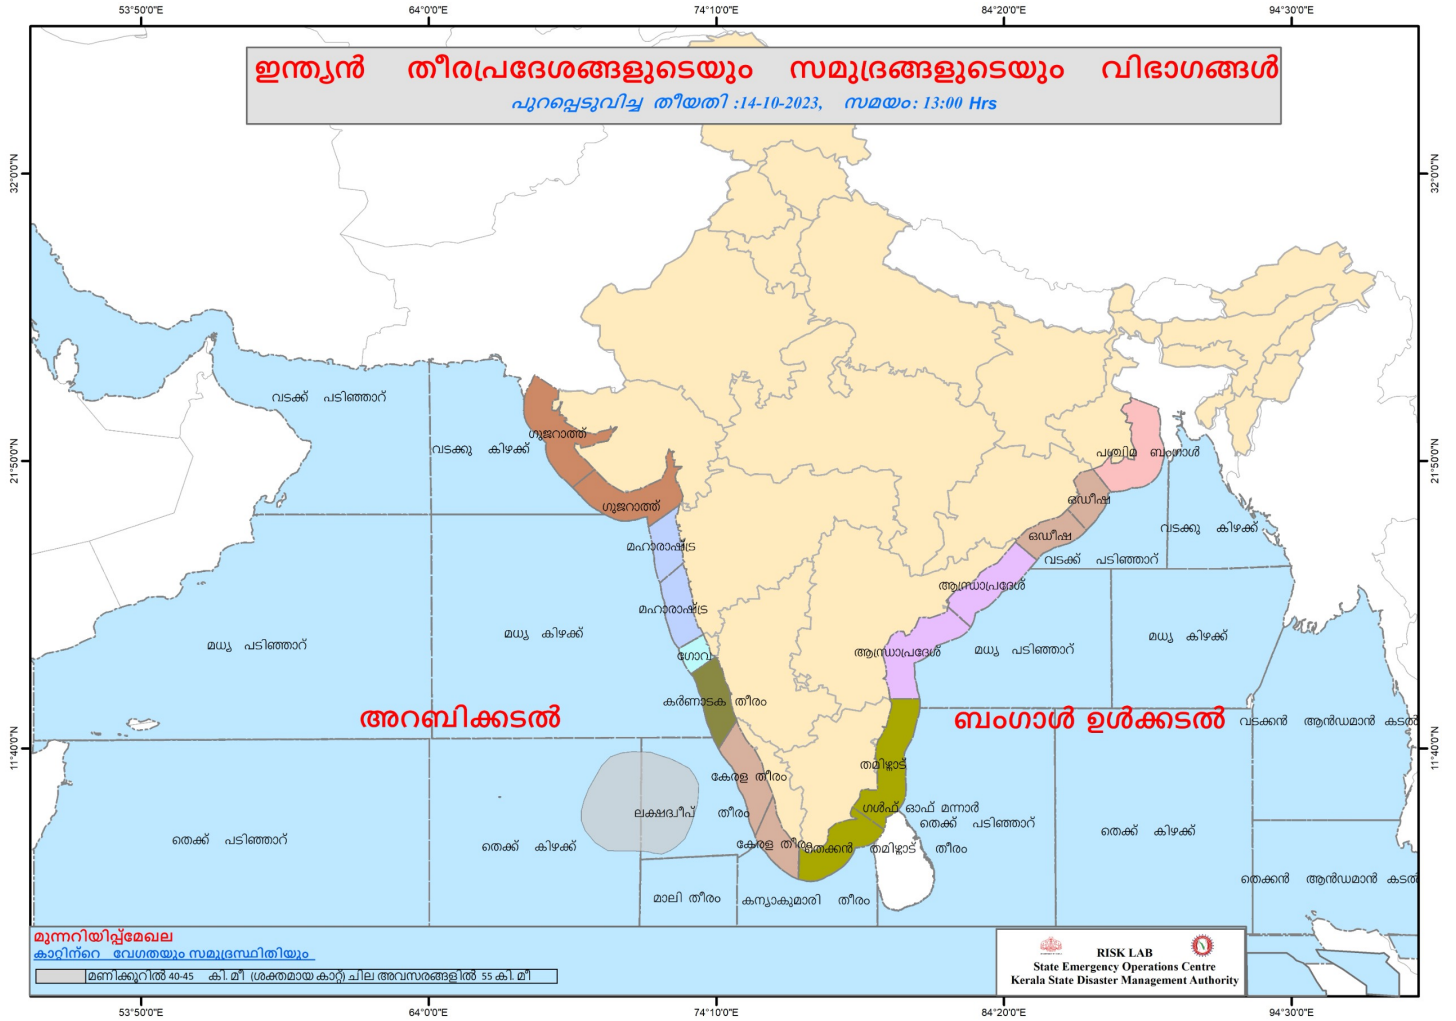 53°50'0"E 64°0'0"E 74°10'0"E 84°20'0"E 94°30'0"E
ഇന്ത്യൻ തീരപ്രദേശങ്ങളുടെയും സമുദ്രങ്ങളുടെയും വിഭാഗങ്ങൾ
പുറപ്പെടുവിച്ച തീയതി :14-10-2023, സമയം: 13:00 Hrs
32°0'0"N 32°0'0"N
വടക്ക് പടിഞ്ഞാറ്
ഗുജറാത്ത്
വടക്കു കിഴക്ക്
പശ്ചിമ ബംഗാൾ
21°50'0"N 21°50'0"N
ഗുജറാത്ത്
ഒഡീഷ
വടക്കു കിഴക്ക്
ഒഡീഷ
മഹാരാഷ്ട്ര
വടക്ക് പടിഞ്ഞാറ്
ആന്ധ്രാപ്രദേശ്
മഹാരാഷ്ട്ര
മധ്യ കിഴക്ക്
മധ്യ കിഴക്ക്
മധ്യ പടിഞ്ഞാറ്
ഗോവ
ആന്ധ്രാപ്രദേശ്
മധ്യ പടിഞ്ഞാറ്
കർണാടക തീരം
അറബിക്കടൽ
ബംഗാൾ ഉൾക്കടൽ
വടക്കൻ ആൻഡമാൻ കടൽ
11°40'0"N 11°40'0"N
തമിഴ്നാട്
കേരള തീരം
ഗൾഫ് ഓഫ് മന്നാർ
ലക്ഷദ്വീപ് തീരം
തെക്ക് പടിഞ്ഞാറ്
തെക്ക് കിഴക്ക്
തെക്ക് പടിഞ്ഞാറ്
തെക്ക് കിഴക്ക്
കേരള തീരം
തെക്കൻ തമിഴ്നാട് തീരം
തെക്കൻ ആൻഡമാൻ കടൽ
മാലി തീരം
കന്യാകുമാരി തീരം
മുന്നറിയിപ്പ്മേഖല
കാറ്റിന്റെ വേഗതയും സമുദ്രസ്ഥിതിയും
മണിക്കൂറിൽ 40-45 കി. മീ ശക്തമായ കാറ്റ് ചില അവസരങ്ങളിൽ 55 കി. മീ
RISK LAB
State Emergency Operations Centre
Kerala State Disaster Management Authority
53°50'0"E 64°0'0"E 74°10'0"E 84°20'0"E 94°30'0"E